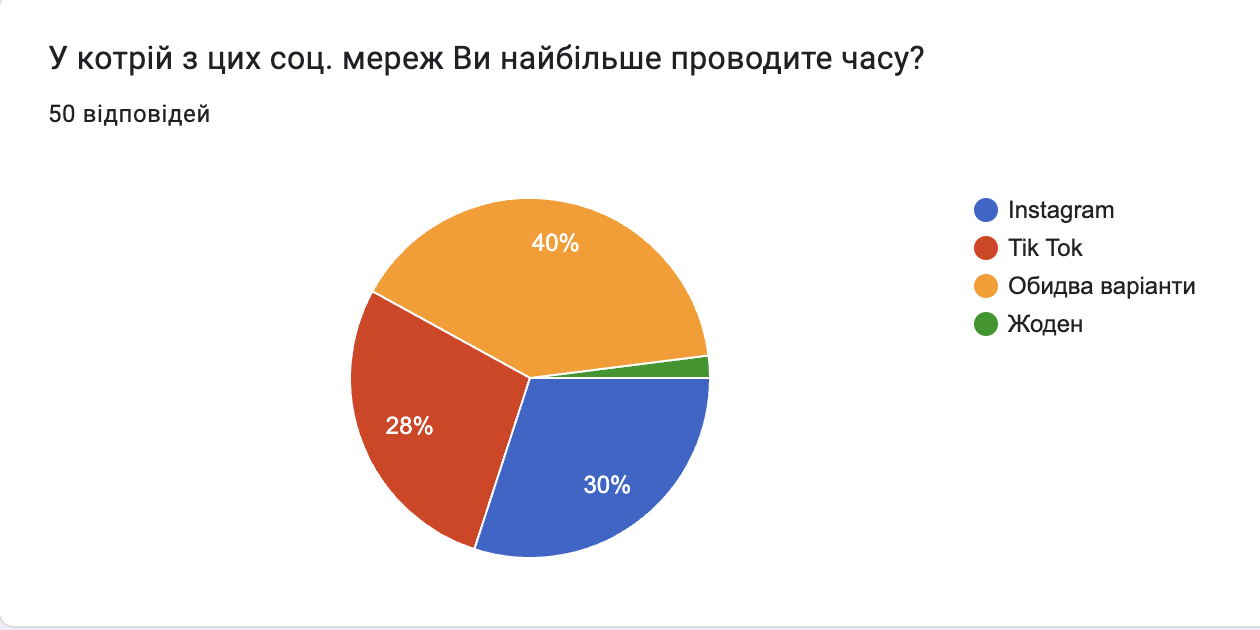 У котрій з цих соц. мереж Ви найбільше проводите часу?
50 відповідей
40%
28%
30%
Instagram
Tik Tok
Обидва варіанти
Жоден